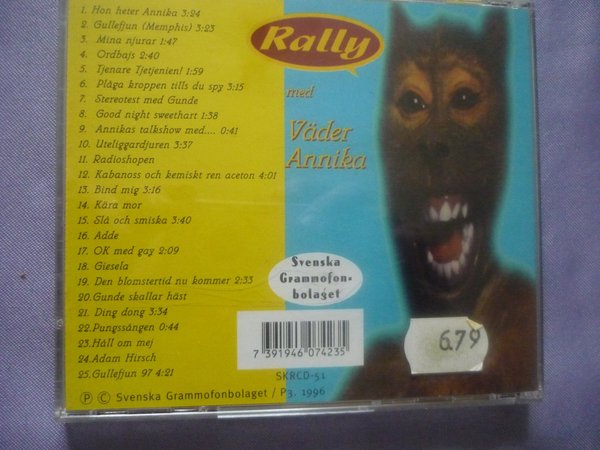 1. Hon heter Annika 3:24
2. Gullefjun (Memphis) 3:23
3. Mina njurar 1:47
4. Ordbajs 2:40
5. Tjenare Tjetjenien! 1:59
6. Plåga kroppen tills du spy 3:15
7. Stereotest med Gunde
8. Good night sweethart 1:38
9. Annikas talkshow med.... 0:41
10. Uteliggardjuren 3:37
11. Radioshopen
12. Kabanoss och kemiskt ren aceton 4:01
13. Bind mig 3:16
14. Kära mor
15. Slå och smiska 3:40
16. Adde
17. OK med gay 2:09
18. Giesela
19. Den blomstertid nu kommer 2:33
20. Gunde skallar häst
21. Ding dong 3:34
22. Pungssången 0:44
23. Håll om mej
24. Adam Hirsch
25. Gullefjun 97 4:21
P C Svenska Grammofonbolaget / P3, 1996
Rally
med
Väder
Annika
Svenska
Grammofon-
bolaget
7 391946 074235
SKRCD-51
679